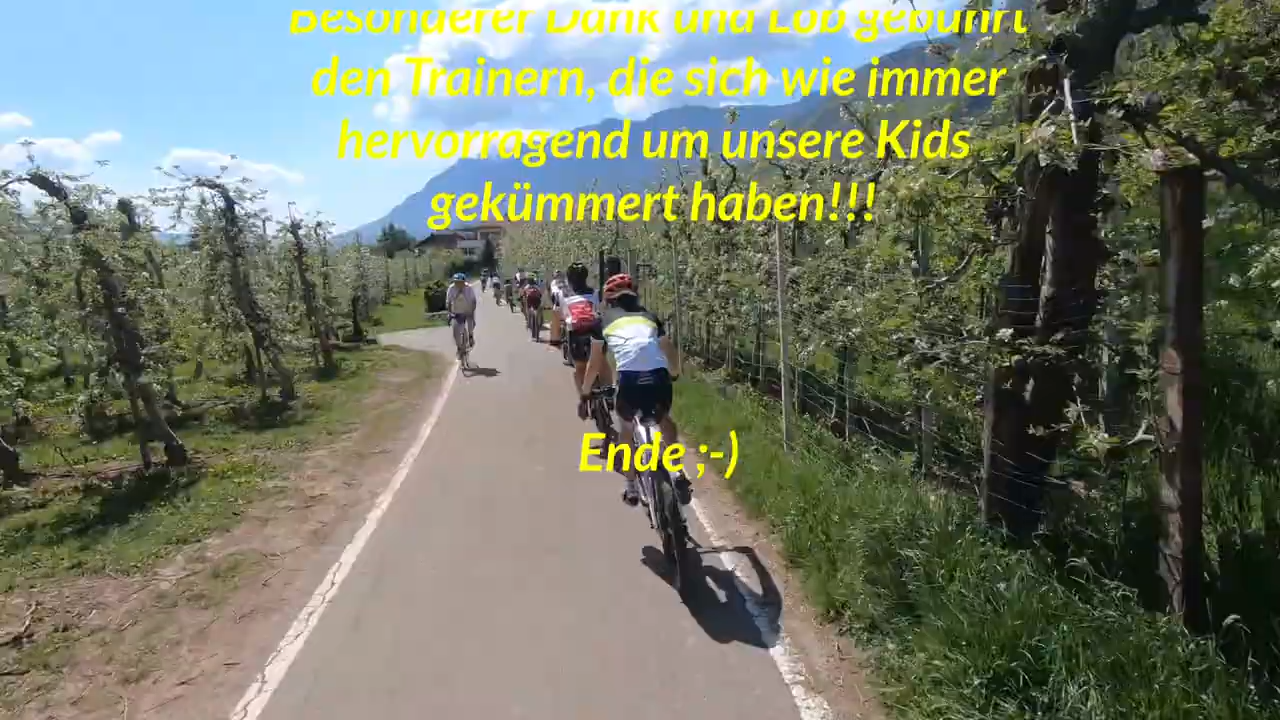 Besonderer Dank und Lob gebührt
den Trainern, die sich wie immer
hervorragend um unsere Kids
gekümmert haben!!!
Ende ;-)